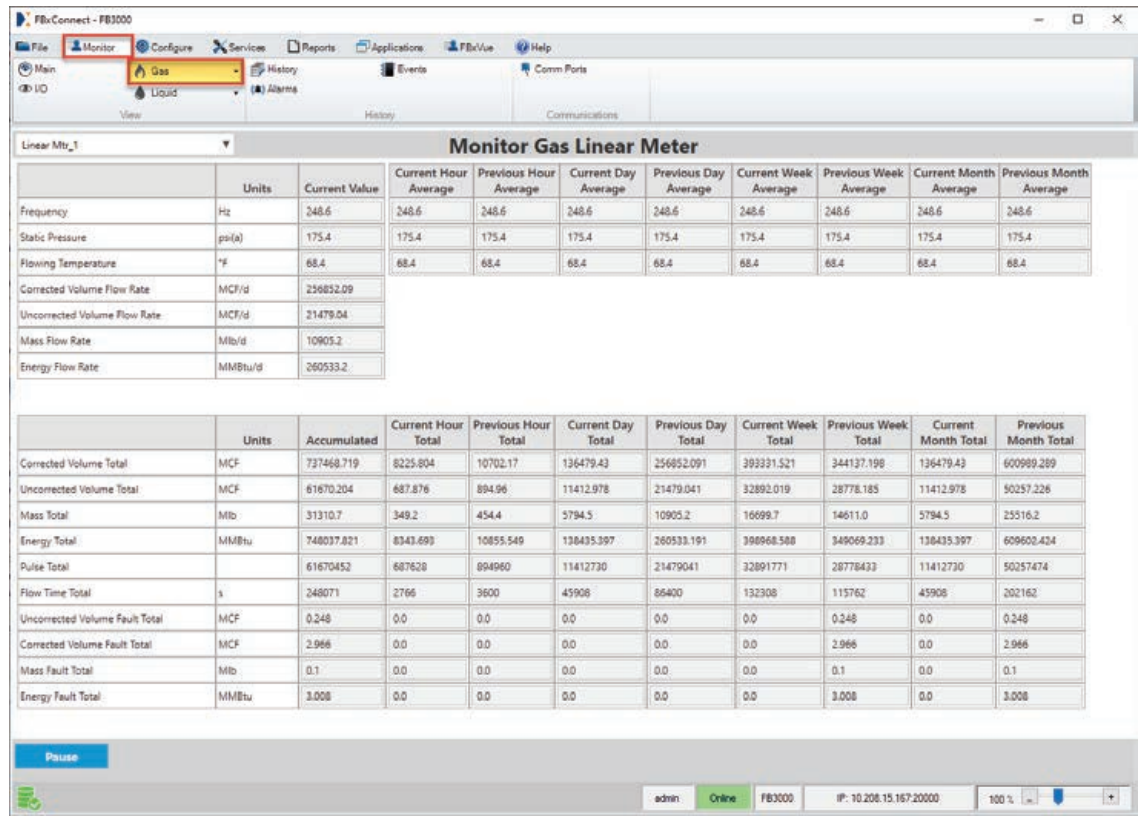 FBxConnect - FB3000
File Monitor Configure Services Reports Applications FBxVue Help
Main Gas History Events Comm Ports
I/O Liquid Alarms
View History Communications
Linear Mtr_1 Monitor Gas Linear Meter
Units Current Value Current Hour Average Previous Hour Average Current Day Average Previous Day Average Current Week Average Previous Week Average Current Month Average Previous Month Average
Frequency Hz 248.6 248.6 248.6 248.6 248.6 248.6 248.6 248.6 248.6
Static Pressure psi(a) 175.4 175.4 175.4 175.4 175.4 175.4 175.4 175.4 175.4
Flowing Temperature °F 68.4 68.4 68.4 68.4 68.4 68.4 68.4 68.4 68.4
Corrected Volume Flow Rate MCF/d 256852.09
Uncorrected Volume Flow Rate MCF/d 21479.04
Mass Flow Rate Mlb/d 10905.2
Energy Flow Rate MMBtu/d 260533.2
Units Accumulated Current Hour Total Previous Hour Total Current Day Total Previous Day Total Current Week Total Previous Week Total Current Month Total Previous Month Total
Corrected Volume Total MCF 737468.719 8225.804 10702.17 136479.43 256852.091 393331.521 344137.198 136479.43 600989.289
Uncorrected Volume Total MCF 61670.204 687.876 894.96 11412.978 21479.041 32892.019 28778.185 11412.978 50257.226
Mass Total Mlb 31310.7 349.2 454.4 5794.5 10905.2 16699.7 14611.0 5794.5 25516.2
Energy Total MMBtu 748037.821 8343.693 10855.549 138435.397 260533.191 398968.588 349069.233 138435.397 609602.424
Pulse Total 61670452 687628 894960 11412730 21479041 32891771 28778433 11412730 50257474
Flow Time Total s 248071 2766 3600 45908 86400 132308 115762 45908 202162
Uncorrected Volume Fault Total MCF 0.248 0.0 0.0 0.0 0.0 0.0 0.248 0.0 0.248
Corrected Volume Fault Total MCF 2.966 0.0 0.0 0.0 0.0 0.0 2.966 0.0 2.966
Mass Fault Total Mlb 0.1 0.0 0.0 0.0 0.0 0.0 0.1 0.0 0.1
Energy Fault Total MMBtu 3.008 0.0 0.0 0.0 0.0 0.0 3.008 0.0 3.008
Pause
admin Online FB3000 IP: 10.208.15.167:20000 100 % - +